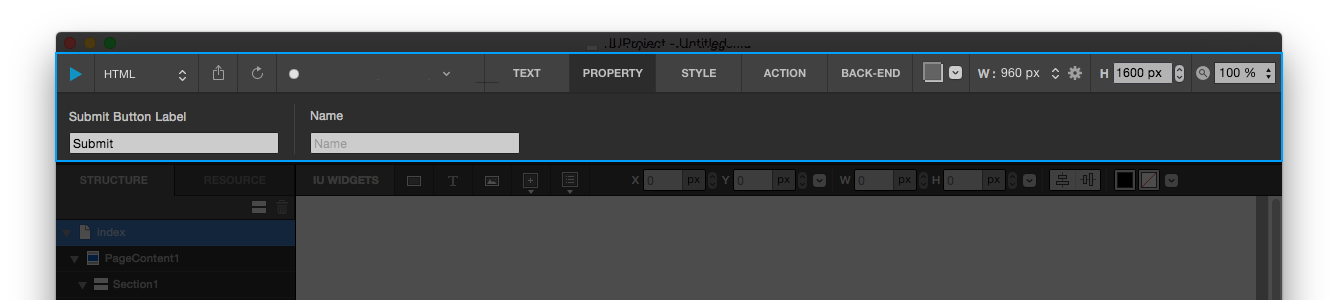 IUProject - Untitled
HTML TEXT PROPERTY STYLE ACTION BACK-END W: 960 px H 1600 px 100 %
Submit Button Label Name
Submit Name
STRUCTURE RESOURCE IU WIDGETS T X 0 px Y 0 px W 0 px H 0 px
Index
PageContent1
Section1